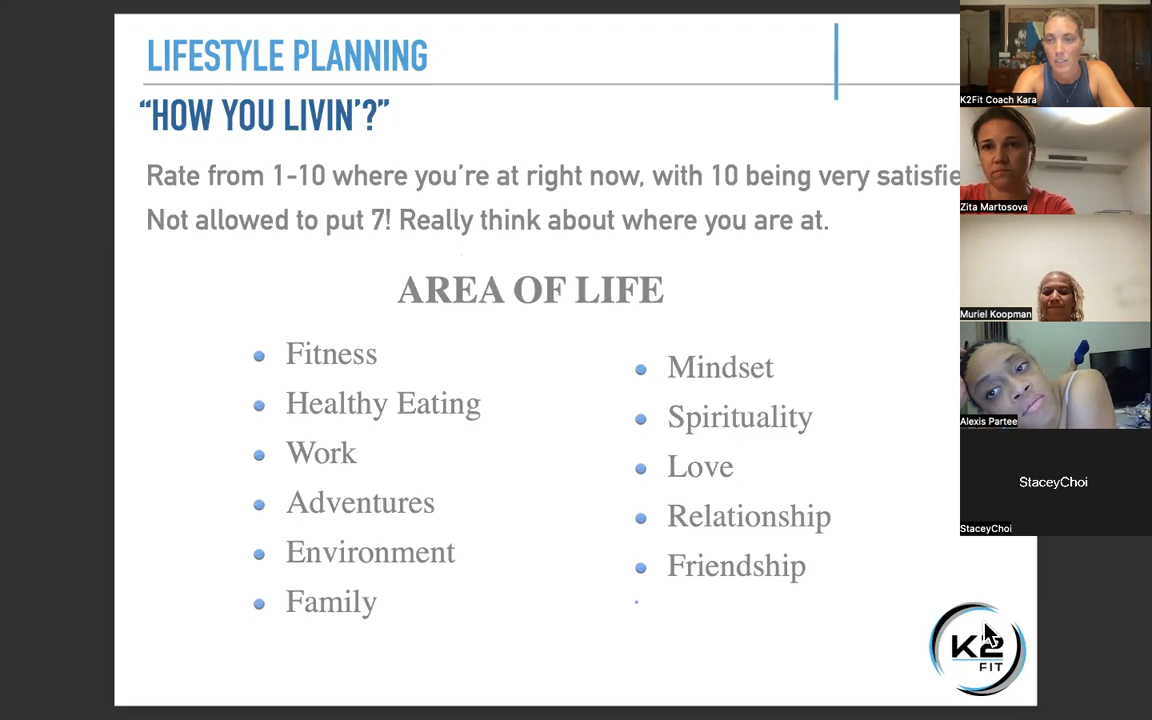 LIFESTYLE PLANNING
“HOW YOU LIVIN’?”
Rate from 1-10 where you’re at right now, with 10 being very satisfie
Not allowed to put 7! Really think about where you are at.
AREA OF LIFE
Fitness
Healthy Eating
Work
Adventures
Environment
Family
Mindset
Spirituality
Love
Relationship
Friendship
K2
FIT
K2Fit Coach Kara
Zita Martosova
Muriel Koopman
Alexis Partee
StaceyChoi
StaceyChoi